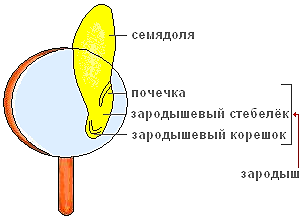 семядоля
почечка
зародышевый стебелёк
зародышевый корешок
зародыш